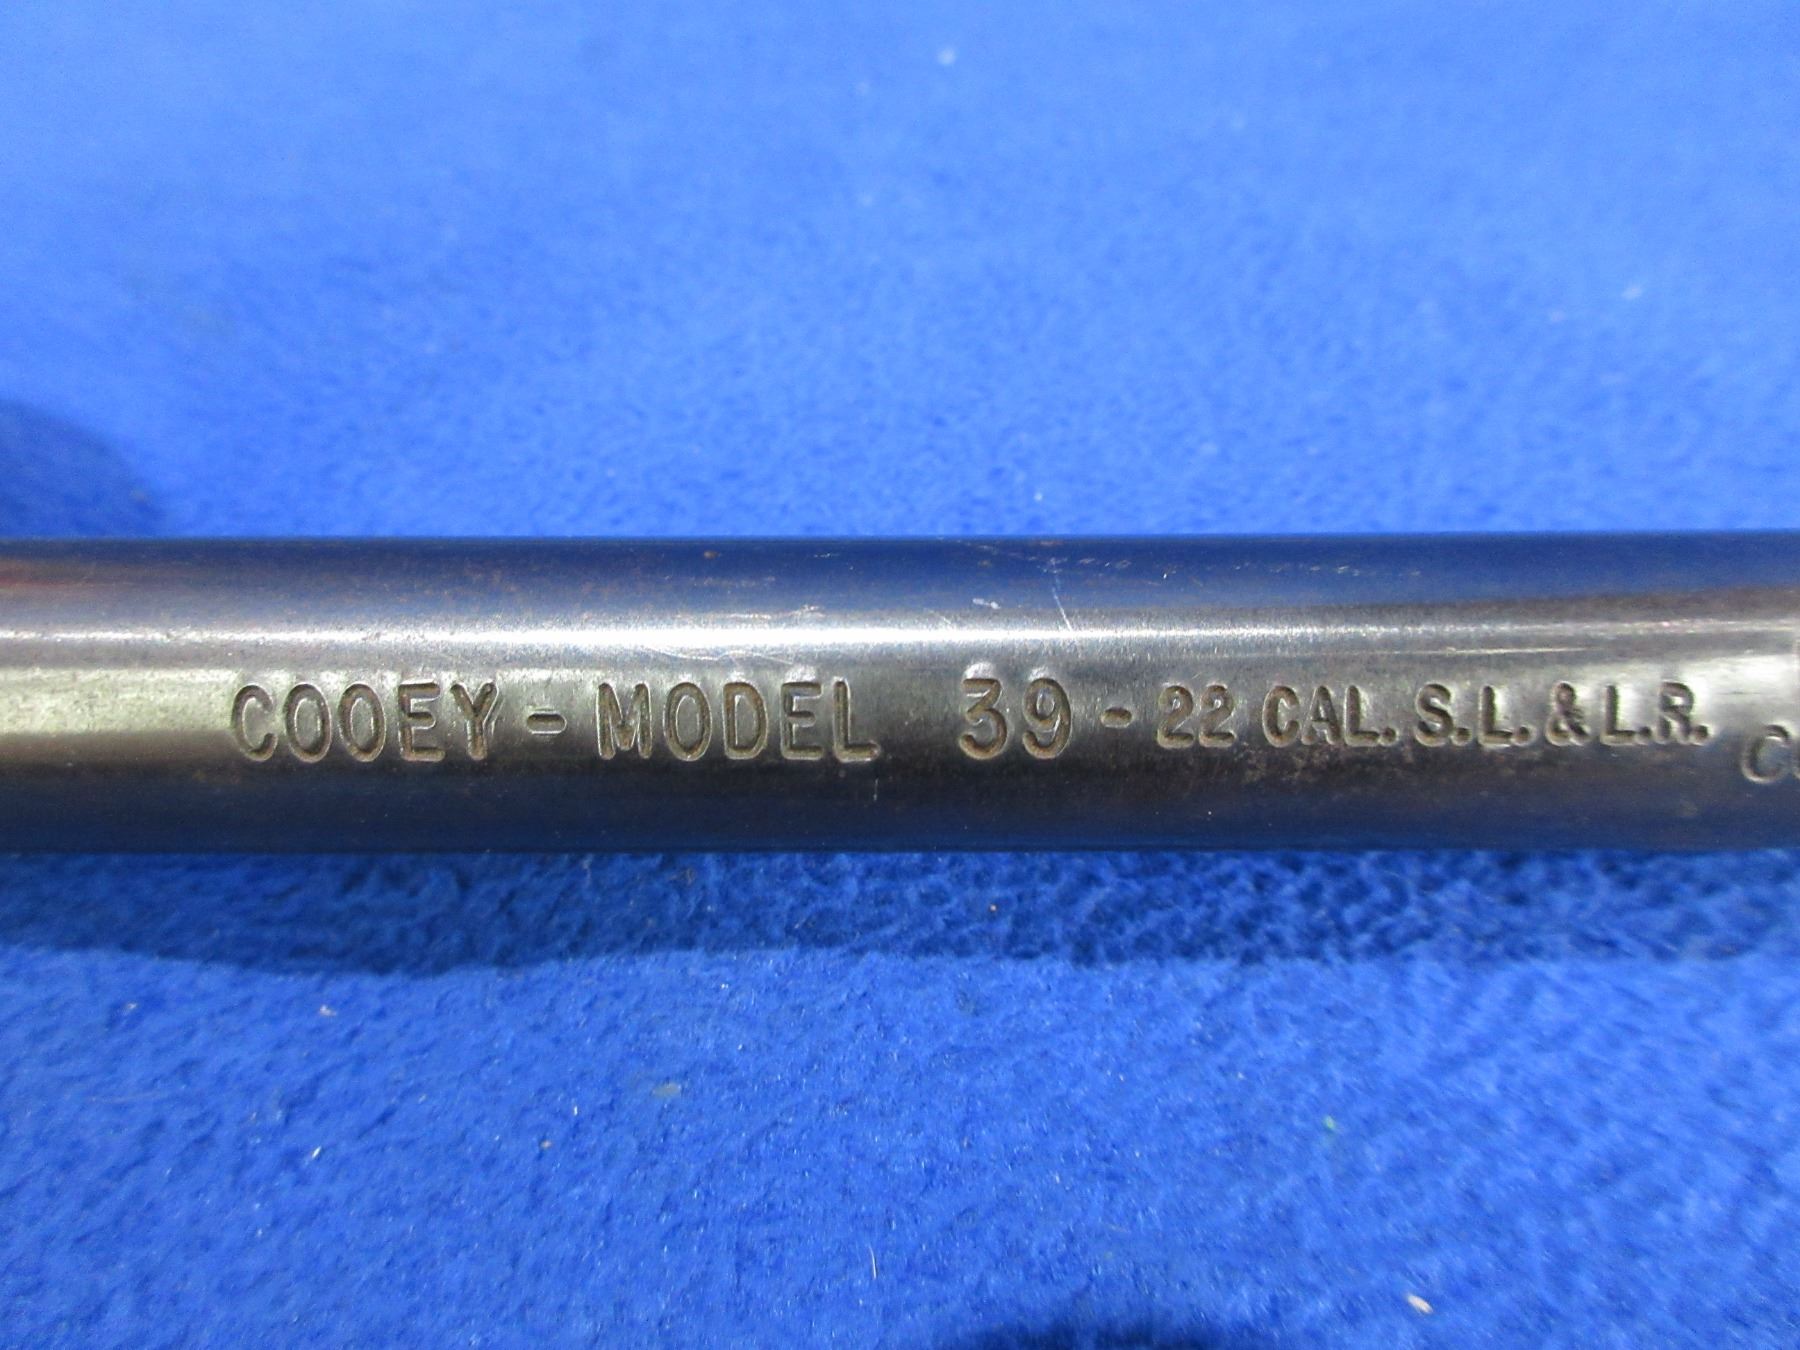 COOEY - MODEL 39 - 22 CAL. S.L. & L.R.